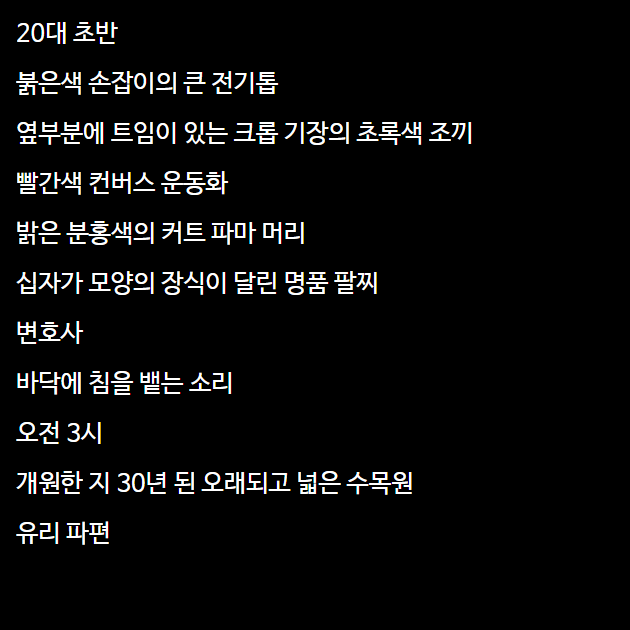 20대 초반
붉은색 손잡이의 큰 전기톱
옆부분에 트임이 있는 크롭 기장의 초록색 조끼
빨간색 컨버스 운동화
밝은 분홍색의 커트 파마 머리
십자가 모양의 장식이 달린 명품 팔찌
변호사
바닥에 침을 뱉는 소리
오전 3시
개원한 지 30년 된 오래되고 넓은 수목원
유리 파편